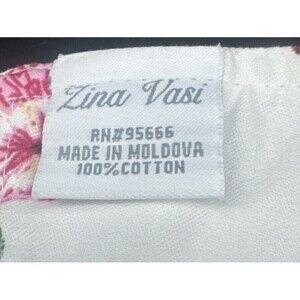 Zina Vasi
RN#95666
MADE IN MOLDOVA
100%COTTON